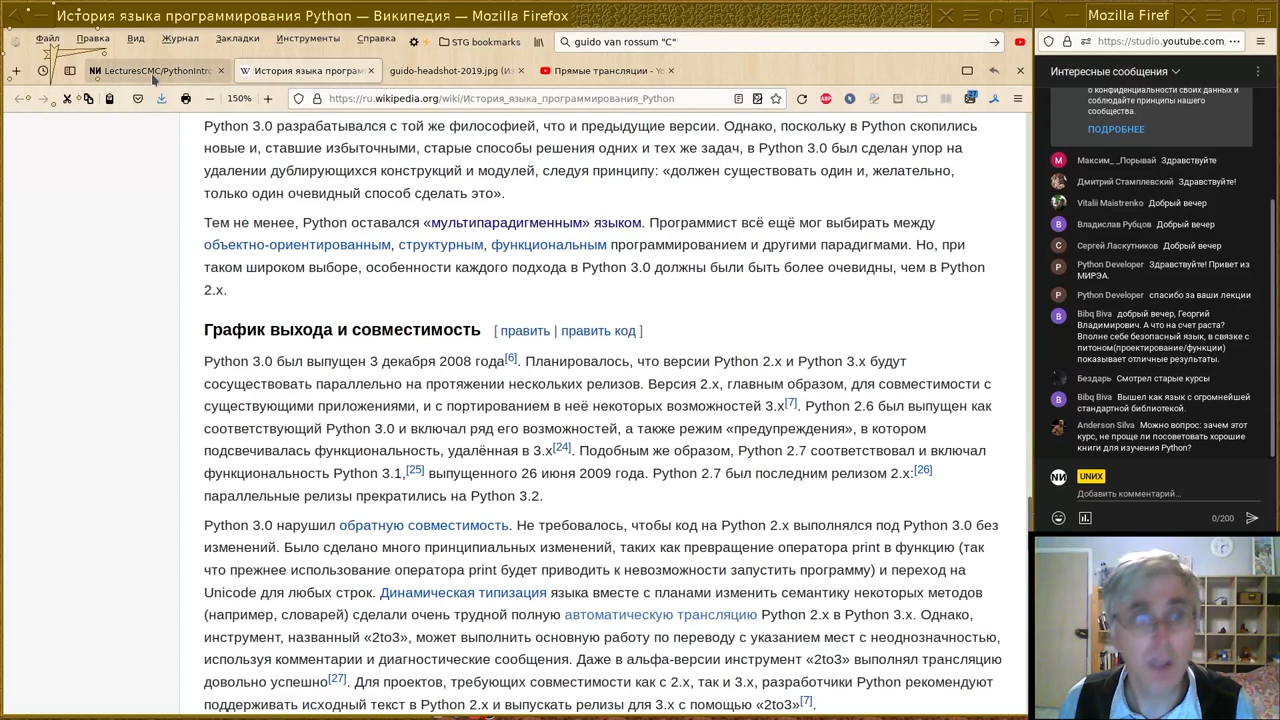 История языка программирования Python — Википедия — Mozilla Firefox
Mozilla Firef
Файл Правка Вид Журнал Закладки Инструменты Справка
STG bookmarks
guido van rossum "C"
https://studio.youtube.com
LecturesCMC/PythonIntro
История языка програм
guido-headshot-2019.jpg (Из
Прямые трансляции - Yo
150%
https://ru.wikipedia.org/wiki/История_языка_программирования_Python
Python 3.0 разрабатывался с той же философией, что и предыдущие версии. Однако, поскольку в Python скопились
новые и, ставшие избыточными, старые способы решения одних и тех же задач, в Python 3.0 был сделан упор на
удалении дублирующихся конструкций и модулей, следуя принципу: «должен существовать один и, желательно,
только один очевидный способ сделать это».
Тем не менее, Python оставался «мультипарадигменным» языком. Программист всё ещё мог выбирать между
объектно-ориентированным, структурным, функциональным программированием и другими парадигмами. Но, при
таком широком выборе, особенности каждого подхода в Python 3.0 должны были быть более очевидны, чем в Python
2.x.
График выхода и совместимость [ править | править код ]
Python 3.0 был выпущен 3 декабря 2008 года[6]. Планировалось, что версии Python 2.x и Python 3.x будут
сосуществовать параллельно на протяжении нескольких релизов. Версия 2.x, главным образом, для совместимости с
существующими приложениями, и с портированием в неё некоторых возможностей 3.x[7]. Python 2.6 был выпущен как
соответствующий Python 3.0 и включал ряд его возможностей, а также режим «предупреждения», в котором
подсвечивалась функциональность, удалённая в 3.x[24]. Подобным же образом, Python 2.7 соответствовал и включал
функциональность Python 3.1,[25] выпущенного 26 июня 2009 года. Python 2.7 был последним релизом 2.x:[26]
параллельные релизы прекратились на Python 3.2.
Python 3.0 нарушил обратную совместимость. Не требовалось, чтобы код на Python 2.x выполнялся под Python 3.0 без
изменений. Было сделано много принципиальных изменений, таких как превращение оператора print в функцию (так
что прежнее использование оператора print будет приводить к невозможности запустить программу) и переход на
Unicode для любых строк. Динамическая типизация языка вместе с планами изменить семантику некоторых методов
(например, словарей) сделали очень трудной полную автоматическую трансляцию Python 2.x в Python 3.x. Однако,
инструмент, названный «2to3», может выполнить основную работу по переводу с указанием мест с неоднозначностью,
используя комментарии и диагностические сообщения. Даже в альфа-версии инструмент «2to3» выполнял трансляцию
довольно успешно[27]. Для проектов, требующих совместимости как с 2.x, так и 3.x, разработчики Python рекомендуют
поддерживать исходный текст в Python 2.x и выпускать релизы для 3.x с помощью «2to3»[7].
Интересные сообщения
о конфиденциальности своих данных и
соблюдайте принципы нашего
сообщества.
ПОДРОБНЕЕ
Максим_ _Порывай Здравствуйте
Дмитрий Стамплевский Здравствуйте!
Vitalii Maistrenko Добрый вечер
Владислав Рубцов Добрый вечер
Сергей Ласкутников Добрый вечер
Python Developer Здравствуйте! Привет из
МИРЭА.
Python Developer спасибо за ваши лекции
Bibq Biva добрый вечер, Георгий
Владимирович. А что на счет раста?
Вполне себе безопасный язык, в связке с
питоном(проектирование/функции)
показывает отличные результаты.
Бездарь Смотрел старые курсы
Bibq Biva Вышел как язык с огромнейшей
стандартной библиотекой.
Anderson Silva Можно вопрос: зачем этот
курс, не проще ли посоветовать хорошие
книги для изучения Python?
UNИX
Добавить комментарий…
0/200